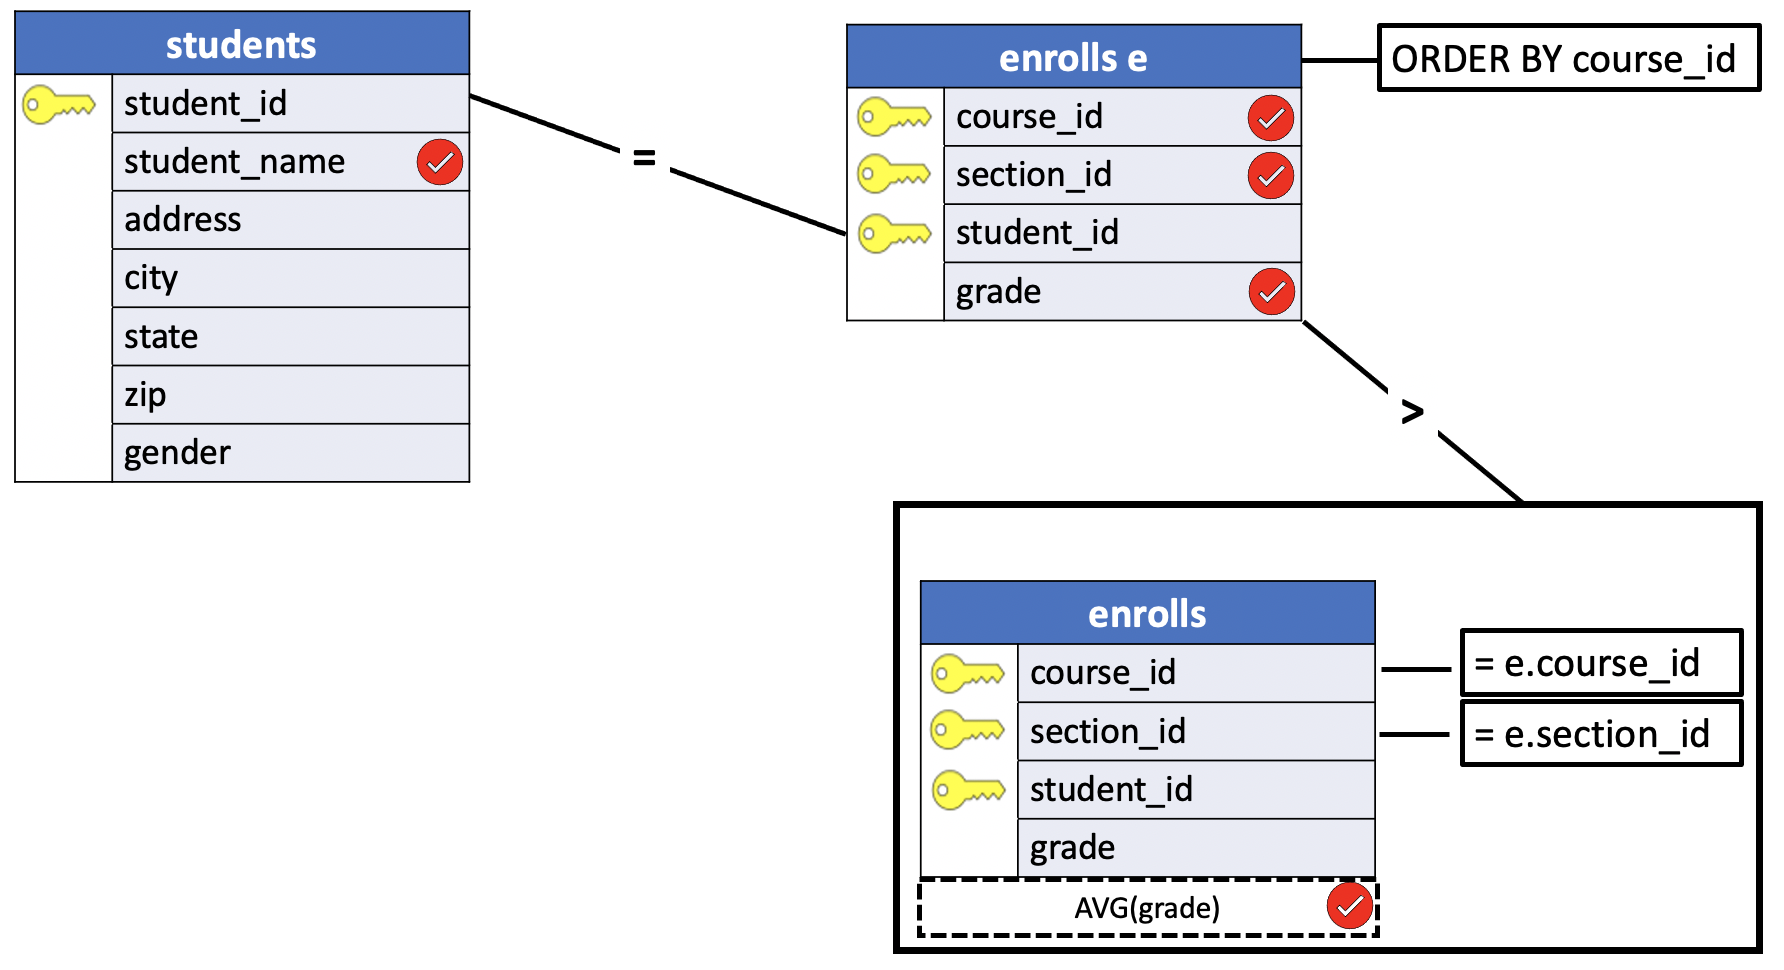 students
student_id
student_name
address
city
state
zip
gender
=
enrolls e
course_id
section_id
student_id
grade
ORDER BY course_id
>
enrolls
course_id
section_id
student_id
grade
AVG(grade)
= e.course_id
= e.section_id